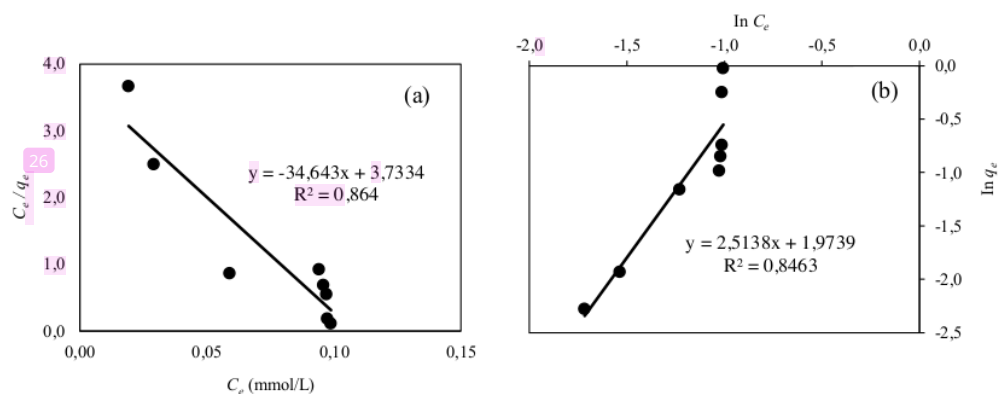 4,0
3,0
2,0
1,0
0,0
26
C_e / q_e
(a)
y = -34,643x + 3,7334
R² = 0,864
0,00
0,05
0,10
0,15
C_e (mmol/L)
ln C_e
-2,0
-1,5
-1,0
-0,5
0,0
(b)
y = 2,5138x + 1,9739
R² = 0,8463
0,0
-0,5
-1,0
-1,5
-2,0
-2,5
ln q_e